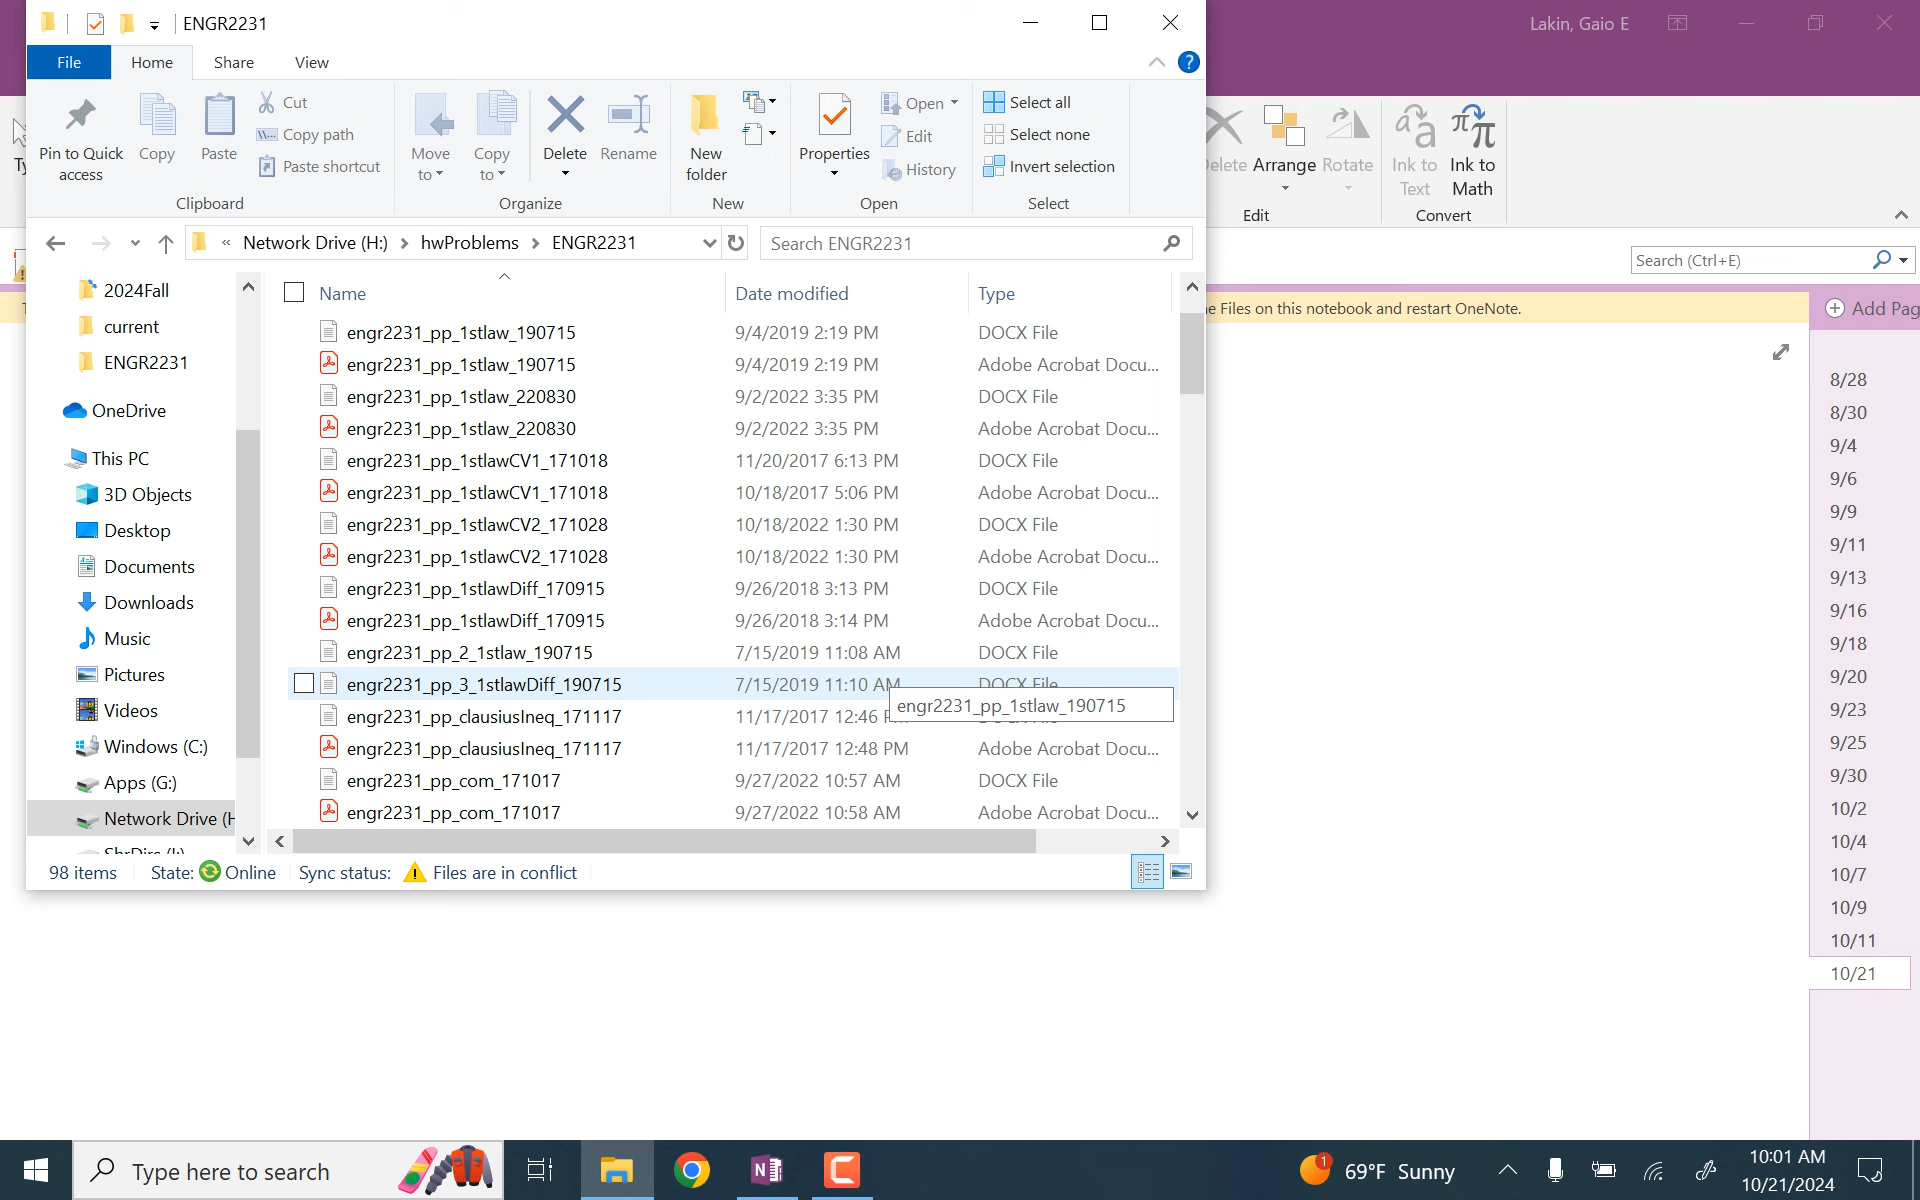 ENGR2231
Lakin, Gaio E
File Home Share View
Pin to Quick access
Copy
Paste
Cut
Copy path
Paste shortcut
Clipboard
Move to
Copy to
Delete
Rename
Organize
New folder
New
Properties
Open
Edit
History
Open
Select all
Select none
Invert selection
Select
Arrange
Rotate
Edit
Ink to Text
Ink to Math
Convert
« Network Drive (H:) > hwProblems > ENGR2231
Search ENGR2231
Search (Ctrl+E)
e Files on this notebook and restart OneNote.
Add Pag
2024Fall
current
ENGR2231
OneDrive
This PC
3D Objects
Desktop
Documents
Downloads
Music
Pictures
Videos
Windows (C:)
Apps (G:)
Network Drive (H
Name Date modified Type
engr2231_pp_1stlaw_190715 9/4/2019 2:19 PM DOCX File
engr2231_pp_1stlaw_190715 9/4/2019 2:19 PM Adobe Acrobat Docu...
engr2231_pp_1stlaw_220830 9/2/2022 3:35 PM DOCX File
engr2231_pp_1stlaw_220830 9/2/2022 3:35 PM Adobe Acrobat Docu...
engr2231_pp_1stlawCV1_171018 11/20/2017 6:13 PM DOCX File
engr2231_pp_1stlawCV1_171018 10/18/2017 5:06 PM Adobe Acrobat Docu...
engr2231_pp_1stlawCV2_171028 10/18/2022 1:30 PM DOCX File
engr2231_pp_1stlawCV2_171028 10/18/2022 1:30 PM Adobe Acrobat Docu...
engr2231_pp_1stlawDiff_170915 9/26/2018 3:13 PM DOCX File
engr2231_pp_1stlawDiff_170915 9/26/2018 3:14 PM Adobe Acrobat Docu...
engr2231_pp_2_1stlaw_190715 7/15/2019 11:08 AM DOCX File
engr2231_pp_3_1stlawDiff_190715 7/15/2019 11:10 AM DOCX File
engr2231_pp_1stlaw_190715
engr2231_pp_clausiusIneq_171117 11/17/2017 12:46
engr2231_pp_clausiusIneq_171117 11/17/2017 12:48 PM Adobe Acrobat Docu...
engr2231_pp_com_171017 9/27/2022 10:57 AM DOCX File
engr2231_pp_com_171017 9/27/2022 10:58 AM Adobe Acrobat Docu...
98 items State: Online Sync status: Files are in conflict
8/28
8/30
9/4
9/6
9/9
9/11
9/13
9/16
9/18
9/20
9/23
9/25
9/30
10/2
10/4
10/7
10/9
10/11
10/21
Type here to search
1
69°F Sunny
10:01 AM
10/21/2024